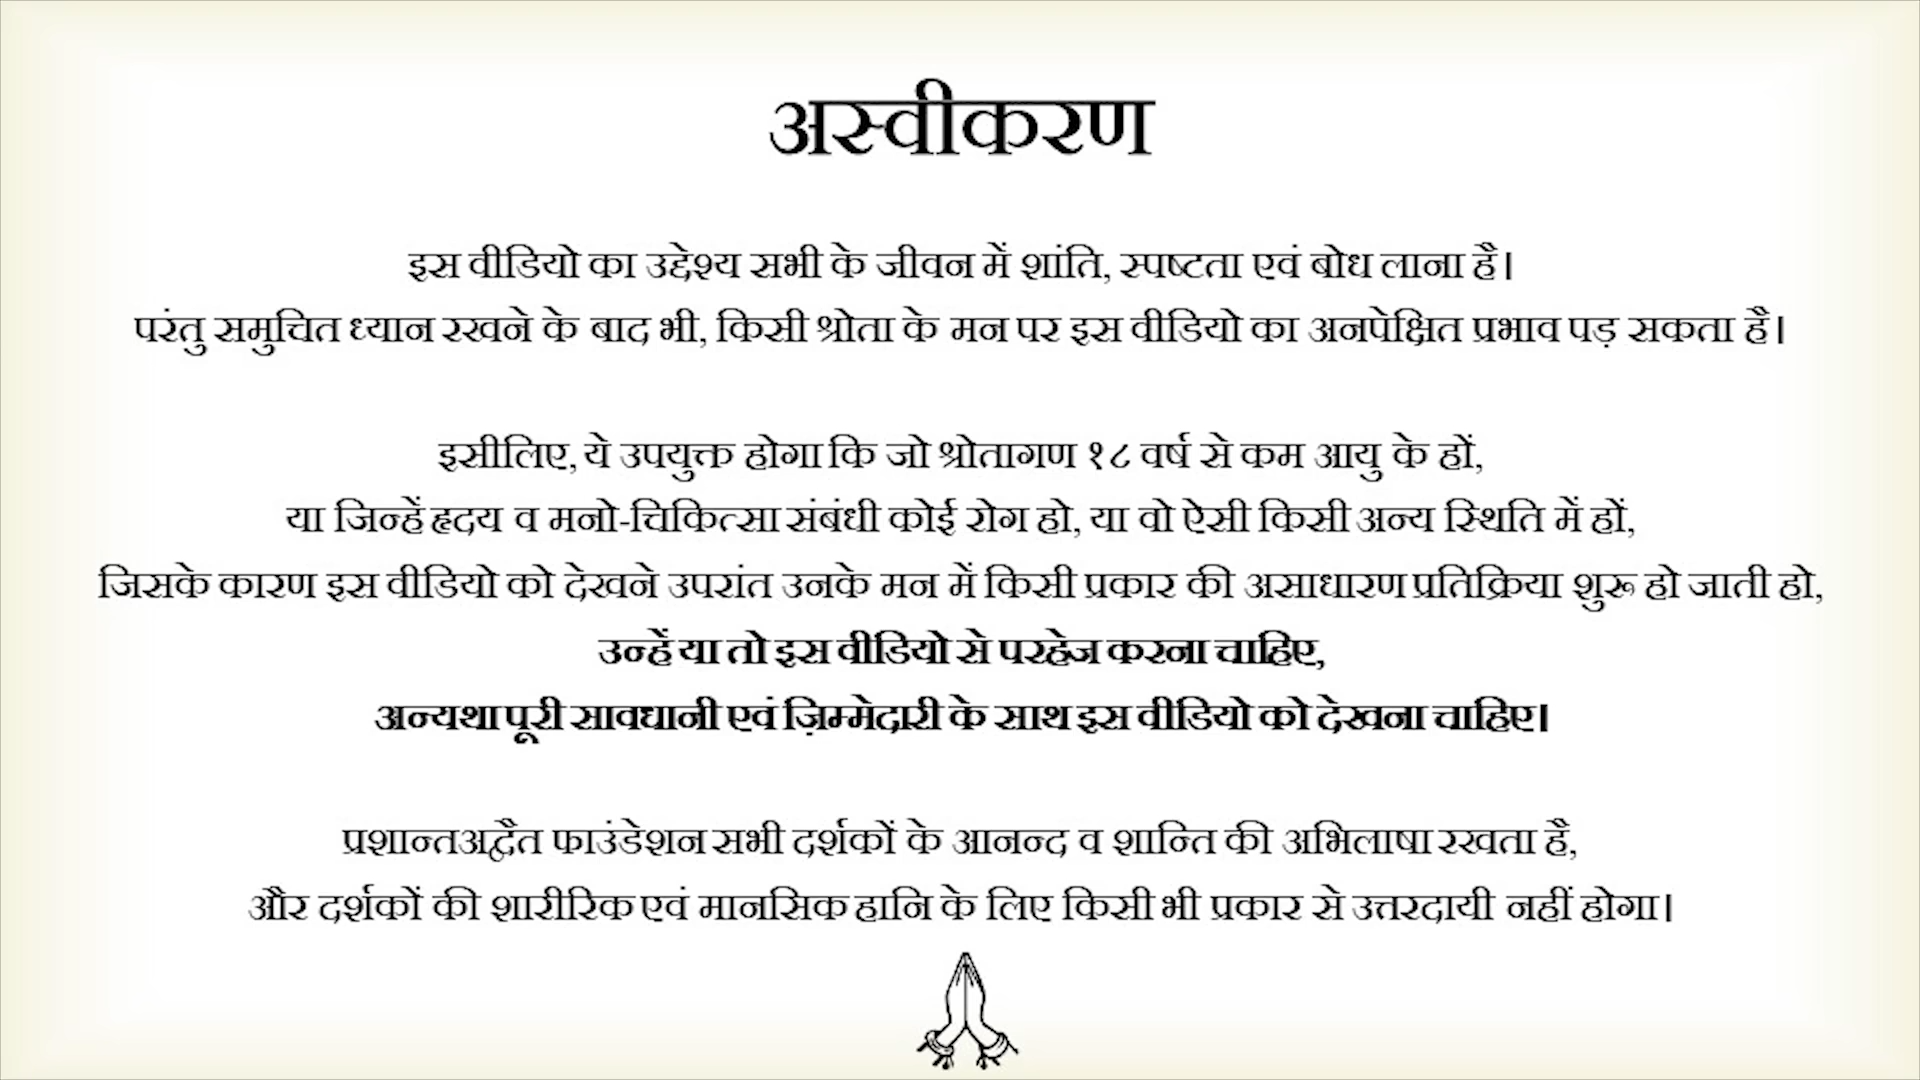 अस्वीकरण
इस वीडियो का उद्देश्य सभी के जीवन में शांति, स्पष्टता एवं बोध लाना है।
परंतु समुचित ध्यान रखने के बाद भी, किसी श्रोता के मन पर इस वीडियो का अनपेक्षित प्रभाव पड़ सकता है।
इसीलिए, ये उपयुक्त होगा कि जो श्रोतागण १८ वर्ष से कम आयु के हों,
या जिन्हें हृदय व मनो-चिकित्सा संबंधी कोई रोग हो, या वो ऐसी किसी अन्य स्थिति में हों,
जिसके कारण इस वीडियो को देखने उपरांत उनके मन में किसी प्रकार की असाधारण प्रतिक्रिया शुरू हो जाती हो,
उन्हें या तो इस वीडियो से परहेज करना चाहिए,
अन्यथा पूरी सावधानी एवं ज़िम्मेदारी के साथ इस वीडियो को देखना चाहिए।
प्रशान्तअद्वैत फाउंडेशन सभी दर्शकों के आनन्द व शान्ति की अभिलाषा रखता है,
और दर्शकों की शारीरिक एवं मानसिक हानि के लिए किसी भी प्रकार से उत्तरदायी नहीं होगा।